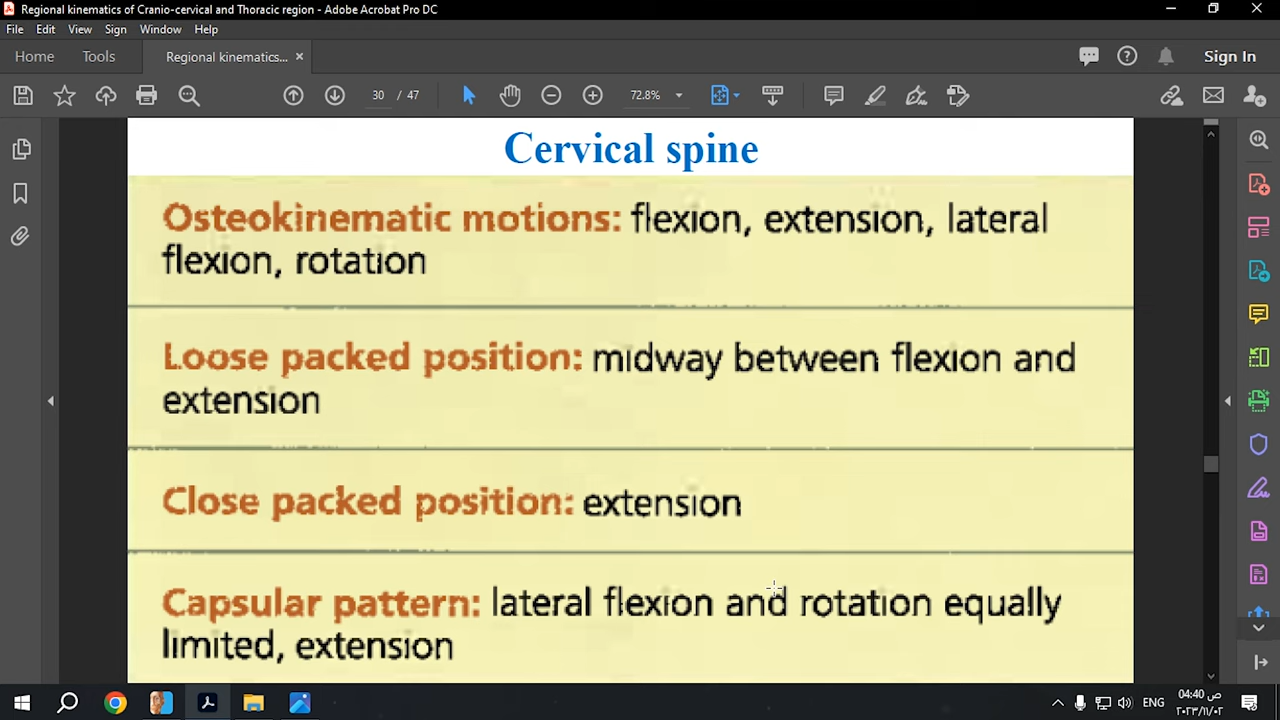 Regional kinematics of Cranio-cervical and Thoracic region - Adobe Acrobat Pro DC
File Edit View Sign Window Help
Home Tools Regional kinematics... × Sign In
30 / 47 72.8%
Cervical spine
Osteokinematic motions: flexion, extension, lateral
flexion, rotation
Loose packed position: midway between flexion and
extension
Close packed position: extension
Capsular pattern: lateral flexion and rotation equally
limited, extension
ENG 04:40 ص
٢٠٢٣/١١/٠٢